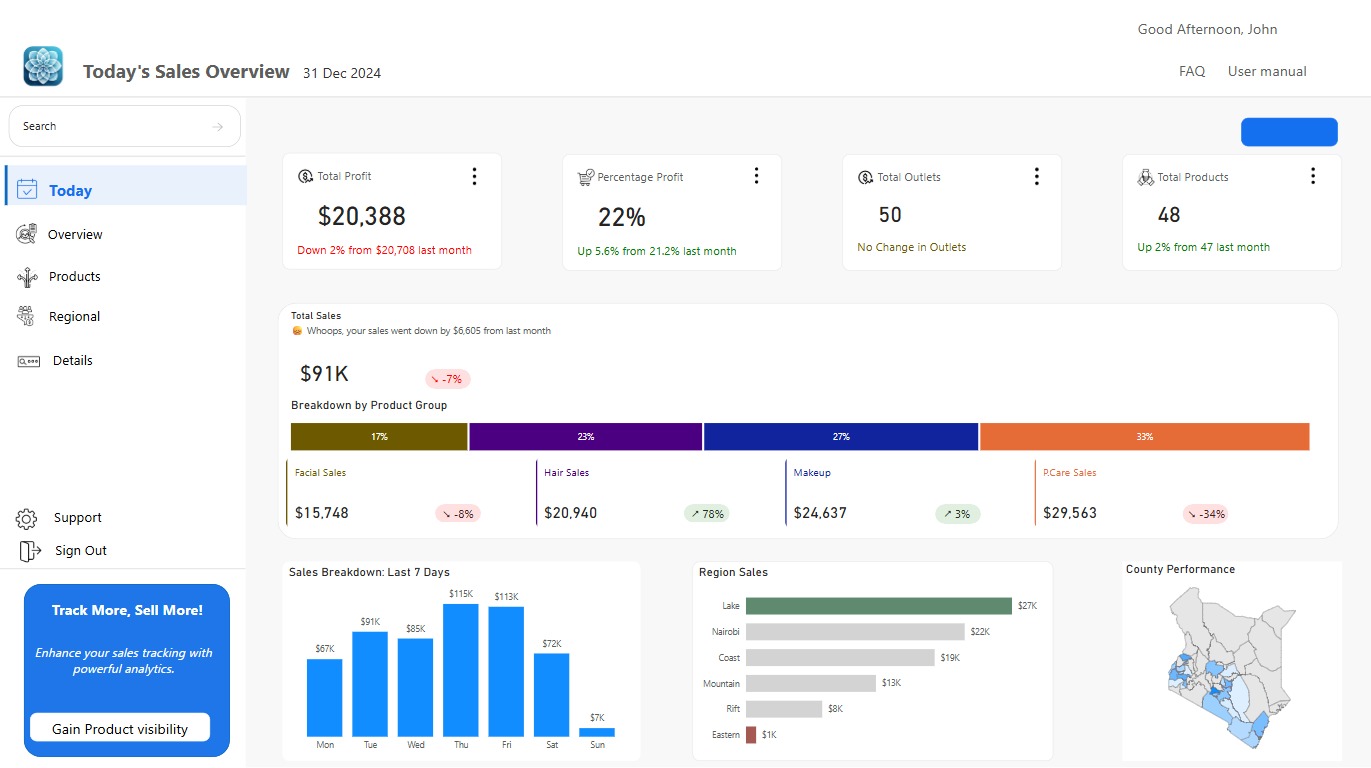 Good Afternoon, John
Today's Sales Overview 31 Dec 2024
FAQ User manual
Search
Today
Overview
Products
Regional
Details
Support
Sign Out
Track More, Sell More!
Enhance your sales tracking with
powerful analytics.
Gain Product visibility
Total Profit
$20,388
Down 2% from $20,708 last month
Percentage Profit
22%
Up 5.6% from 21.2% last month
Total Outlets
50
No Change in Outlets
Total Products
48
Up 2% from 47 last month
Total Sales
Whoops, your sales went down by $6,605 from last month
$91K ↘ -7%
Breakdown by Product Group
17% 23% 27% 33%
Facial Sales
$15,748 ↘ -8%
Hair Sales
$20,940 ↗ 78%
Makeup
$24,637 ↗ 3%
P.Care Sales
$29,563 ↘ -34%
Sales Breakdown: Last 7 Days
$67K $91K $85K $115K $113K $72K $7K
Mon Tue Wed Thu Fri Sat Sun
Region Sales
Lake $27K
Nairobi $22K
Coast $19K
Mountain $13K
Rift $8K
Eastern $1K
County Performance